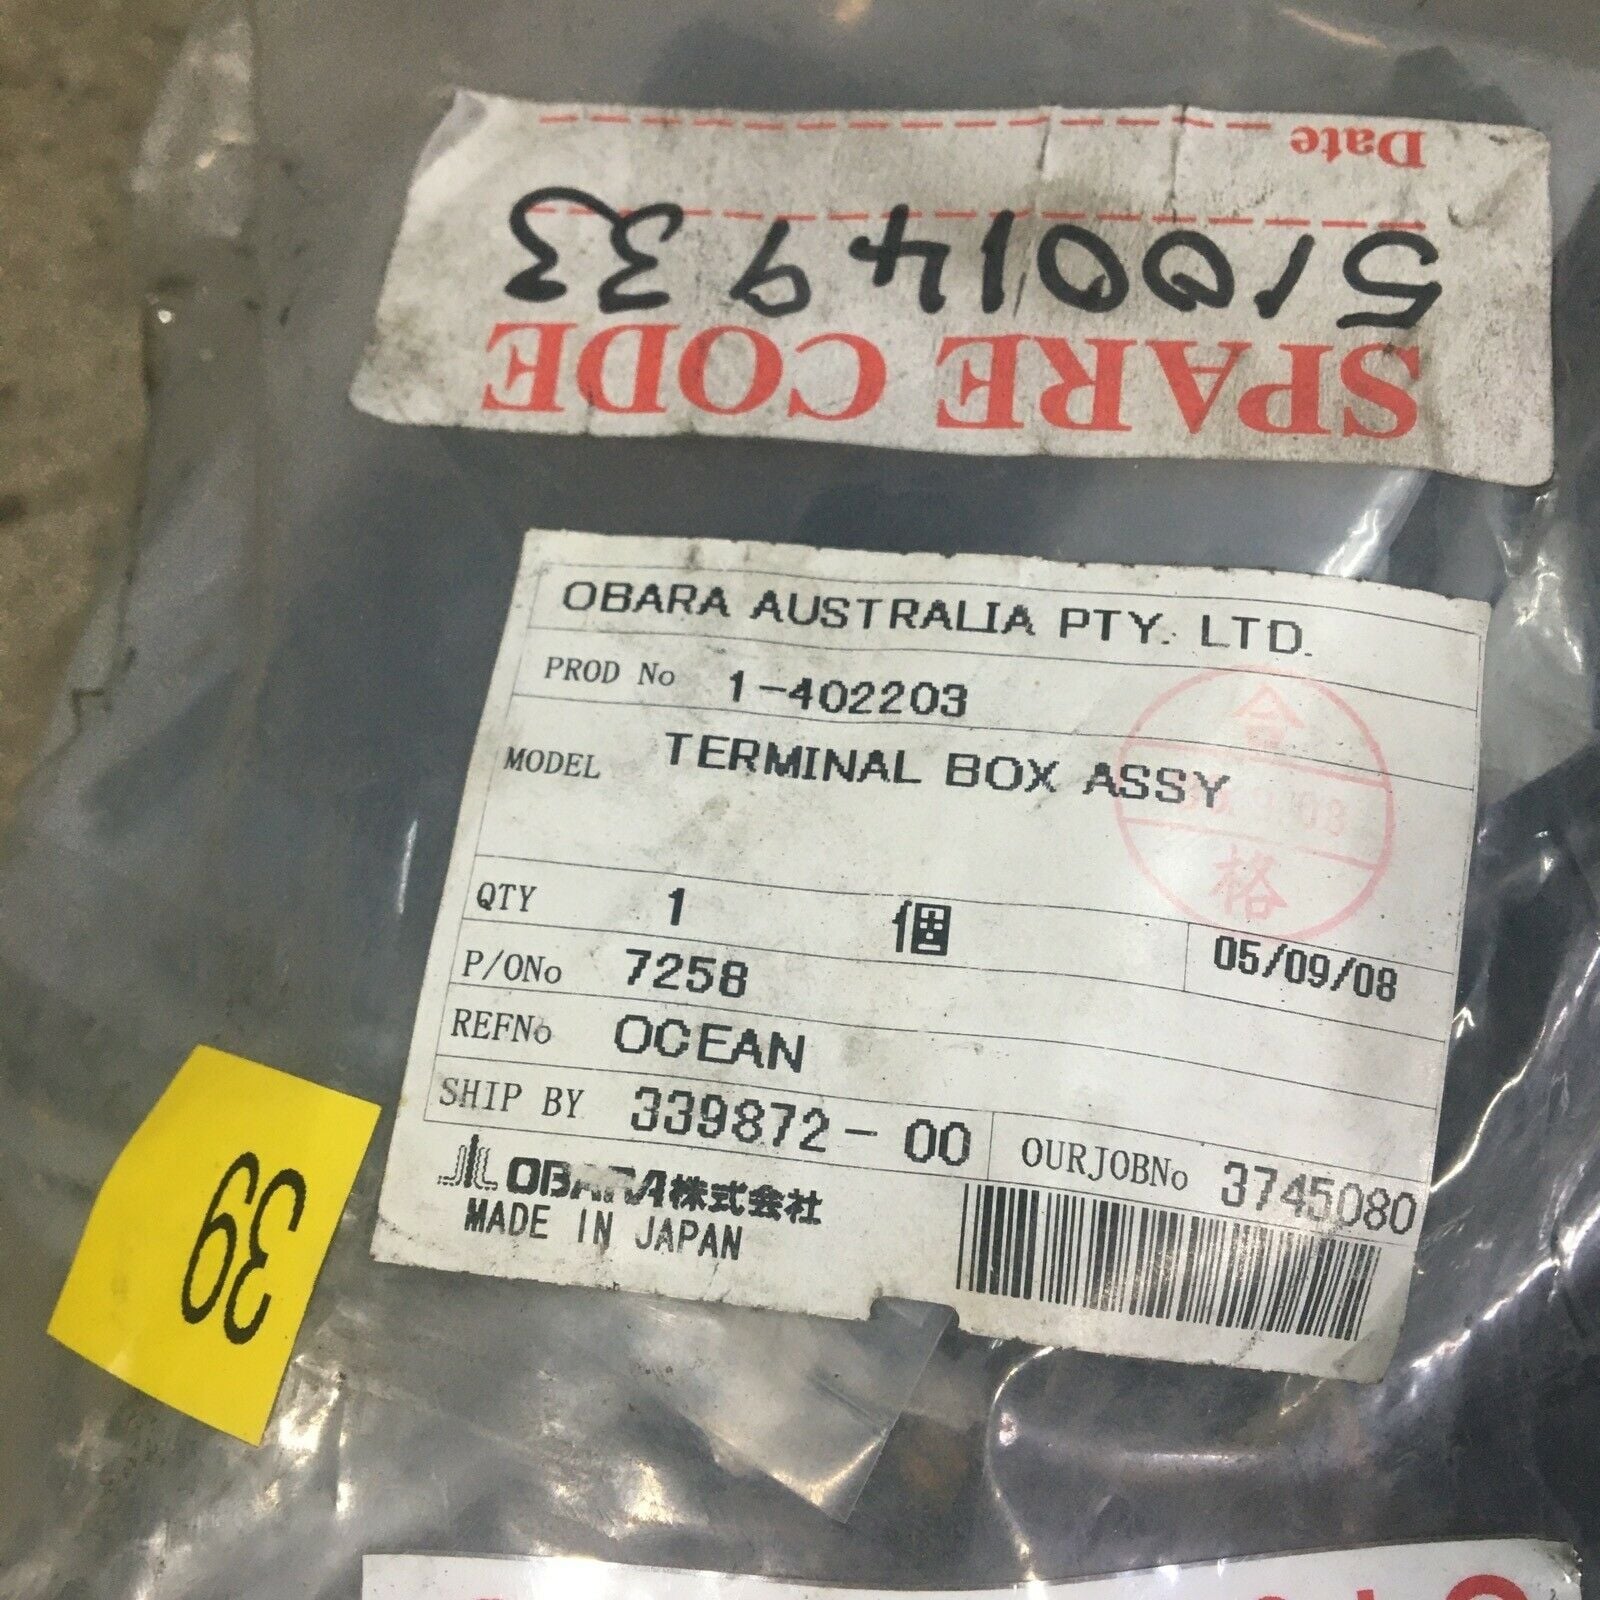 SPARE CODE
510014933
Date
OBARA AUSTRALIA PTY. LTD.
PROD No 1-402203
MODEL TERMINAL BOX ASSY
合
格
QTY 1 個 05/09/08
P/ONo 7258
REFNo OCEAN
SHIP BY 339872-00 OURJOBNo 3745080
OBARA株式会社
MADE IN JAPAN
39